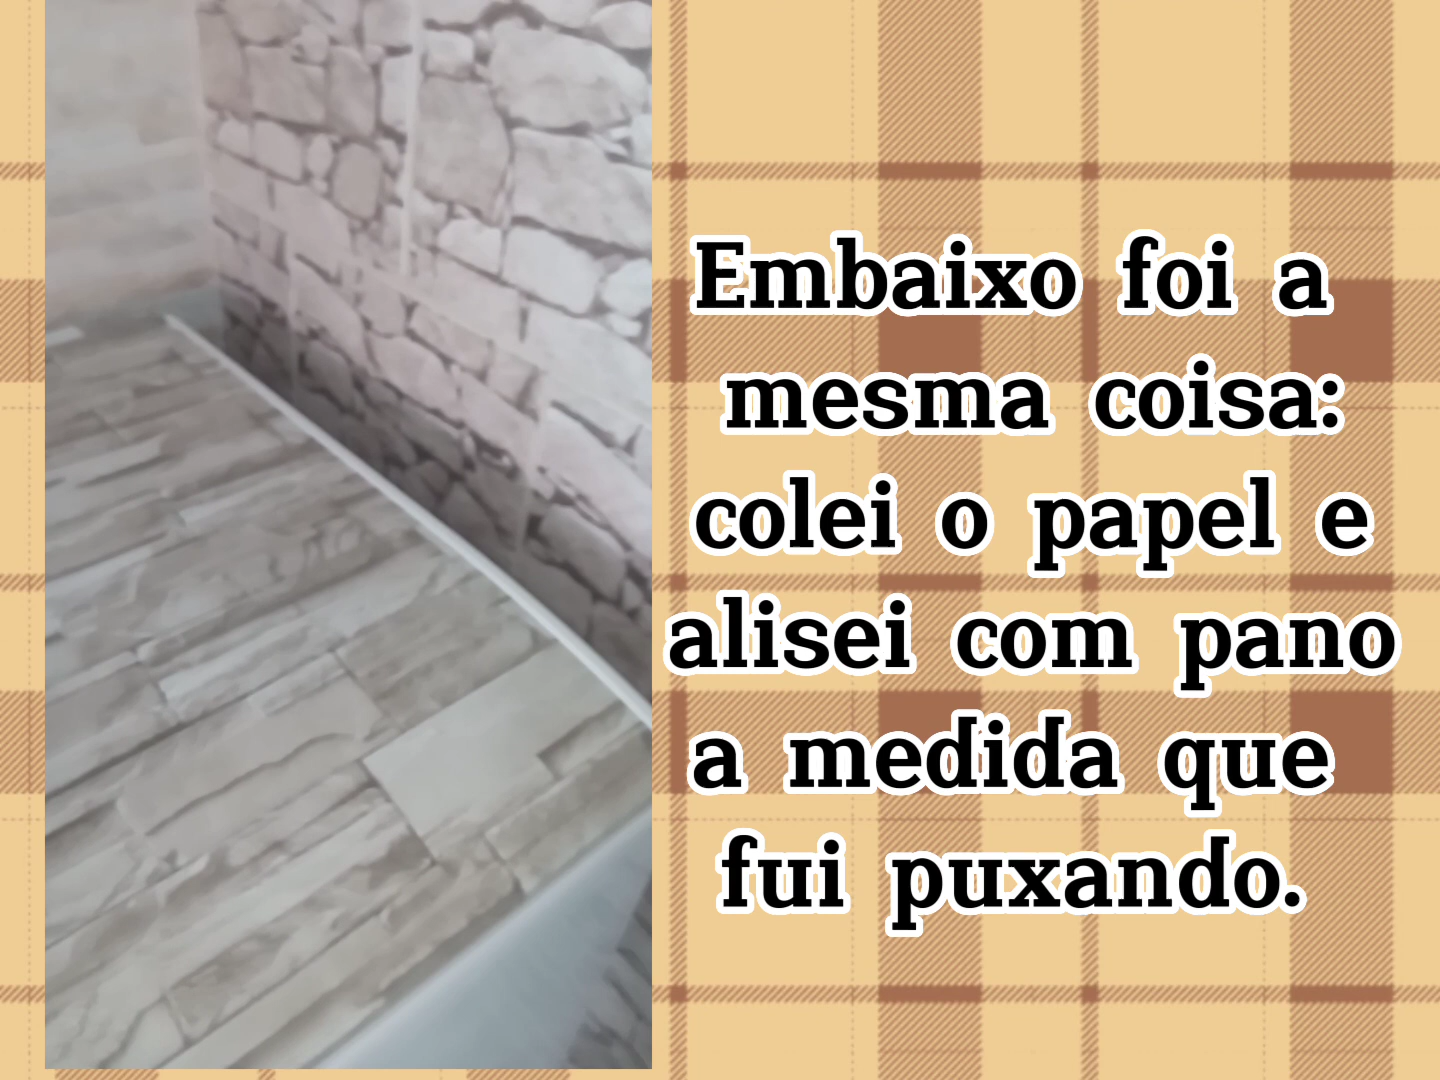 Embaixo foi a
mesma coisa:
colei o papel e
alisei com pano
a medida que
fui puxando.